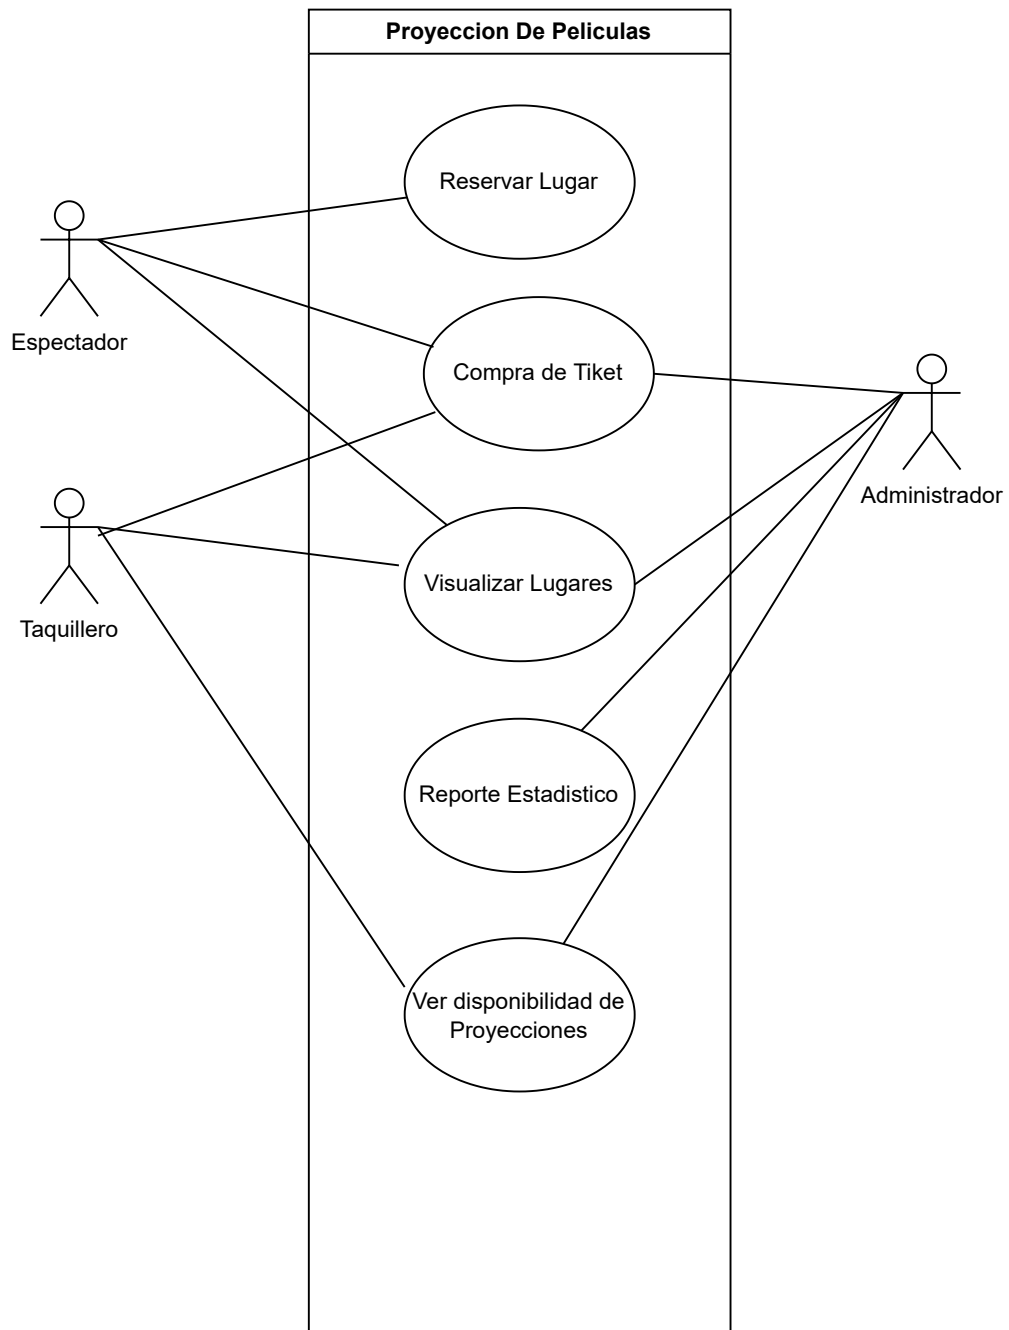 Proyeccion De Peliculas
Reservar Lugar
Espectador
Compra de Tiket
Administrador
Visualizar Lugares
Taquillero
Reporte Estadistico
Ver disponibilidad de
Proyecciones